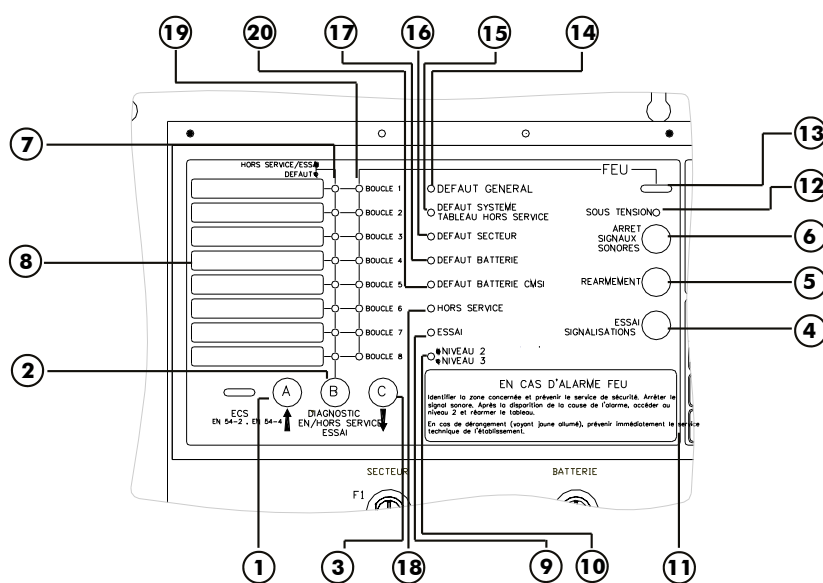 19 20 17 16 15 14
7
13
12
6
8
5
4
2
HORS SERVICE/ESSAI
DEFAUT
FEU
BOUCLE 1
BOUCLE 2
BOUCLE 3
BOUCLE 4
BOUCLE 5
BOUCLE 6
BOUCLE 7
BOUCLE 8
DEFAUT GENERAL
DEFAUT SYSTEME
TABLEAU HORS SERVICE
DEFAUT SECTEUR
DEFAUT BATTERIE
DEFAUT BATTERIE CMSI
HORS SERVICE
ESSAI
NIVEAU 2
NIVEAU 3
SOUS TENSION
ARRET
SIGNAUX
SONORES
REARMEMENT
ESSAI
SIGNALISATIONS
A B C
ECS
EN 54-2 . EN 54-4
DIAGNOSTIC
EN/HORS SERVICE
ESSAI
EN CAS D'ALARME FEU
Identifier la zone concernée et prévenir le service de sécurité. Arrêter le
signal sonore. Après la disparition de la cause de l'alarme, accéder au
niveau 2 et réarmer le tableau.
En cas de dérangement (voyant jaune allumé), prévenir immédiatement le service
technique de l'établissement.
SECTEUR
BATTERIE
F1
1 3 18 9 10 11